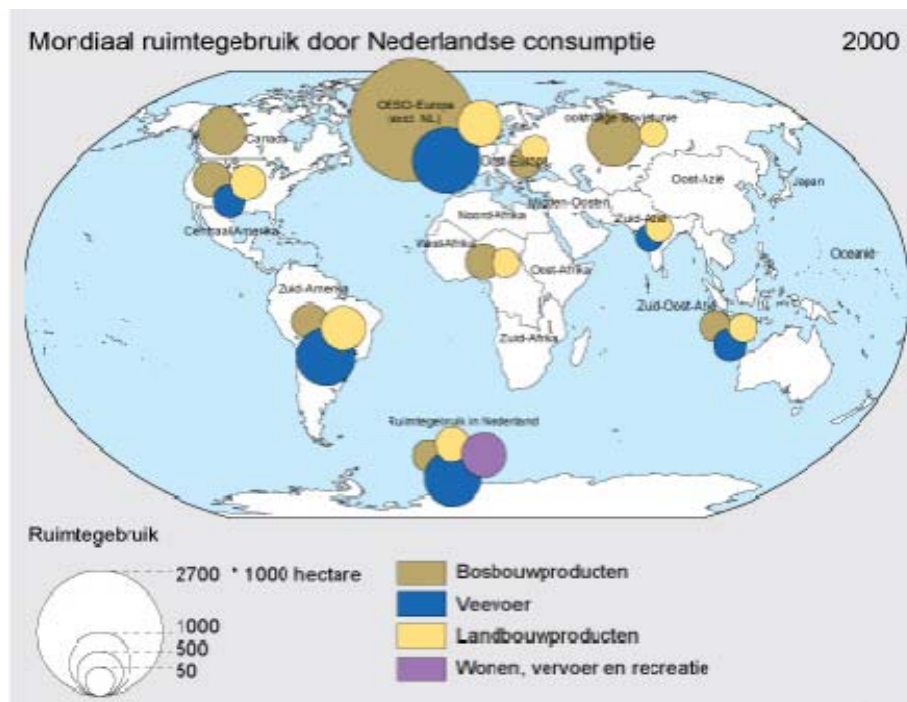 Mondiaal ruimtegebruik door Nederlandse consumptie 2000
OESO-Europa
(excl. NL)
voormalige Sovjetunie
Canada
VS
Oost-Europa
Oost-Azië
Japan
Midden-Oosten
Noord-Afrika
Zuid-Azië
Centraal-Amerika
West-Afrika
Oceanië
Oost-Afrika
Zuid-Amerika
Zuid-Oost-Azië
Zuid-Afrika
Ruimtegebruik in Nederland
Ruimtegebruik
2700 * 1000 hectare
1000
500
50
Bosbouwproducten
Veevoer
Landbouwproducten
Wonen, vervoer en recreatie